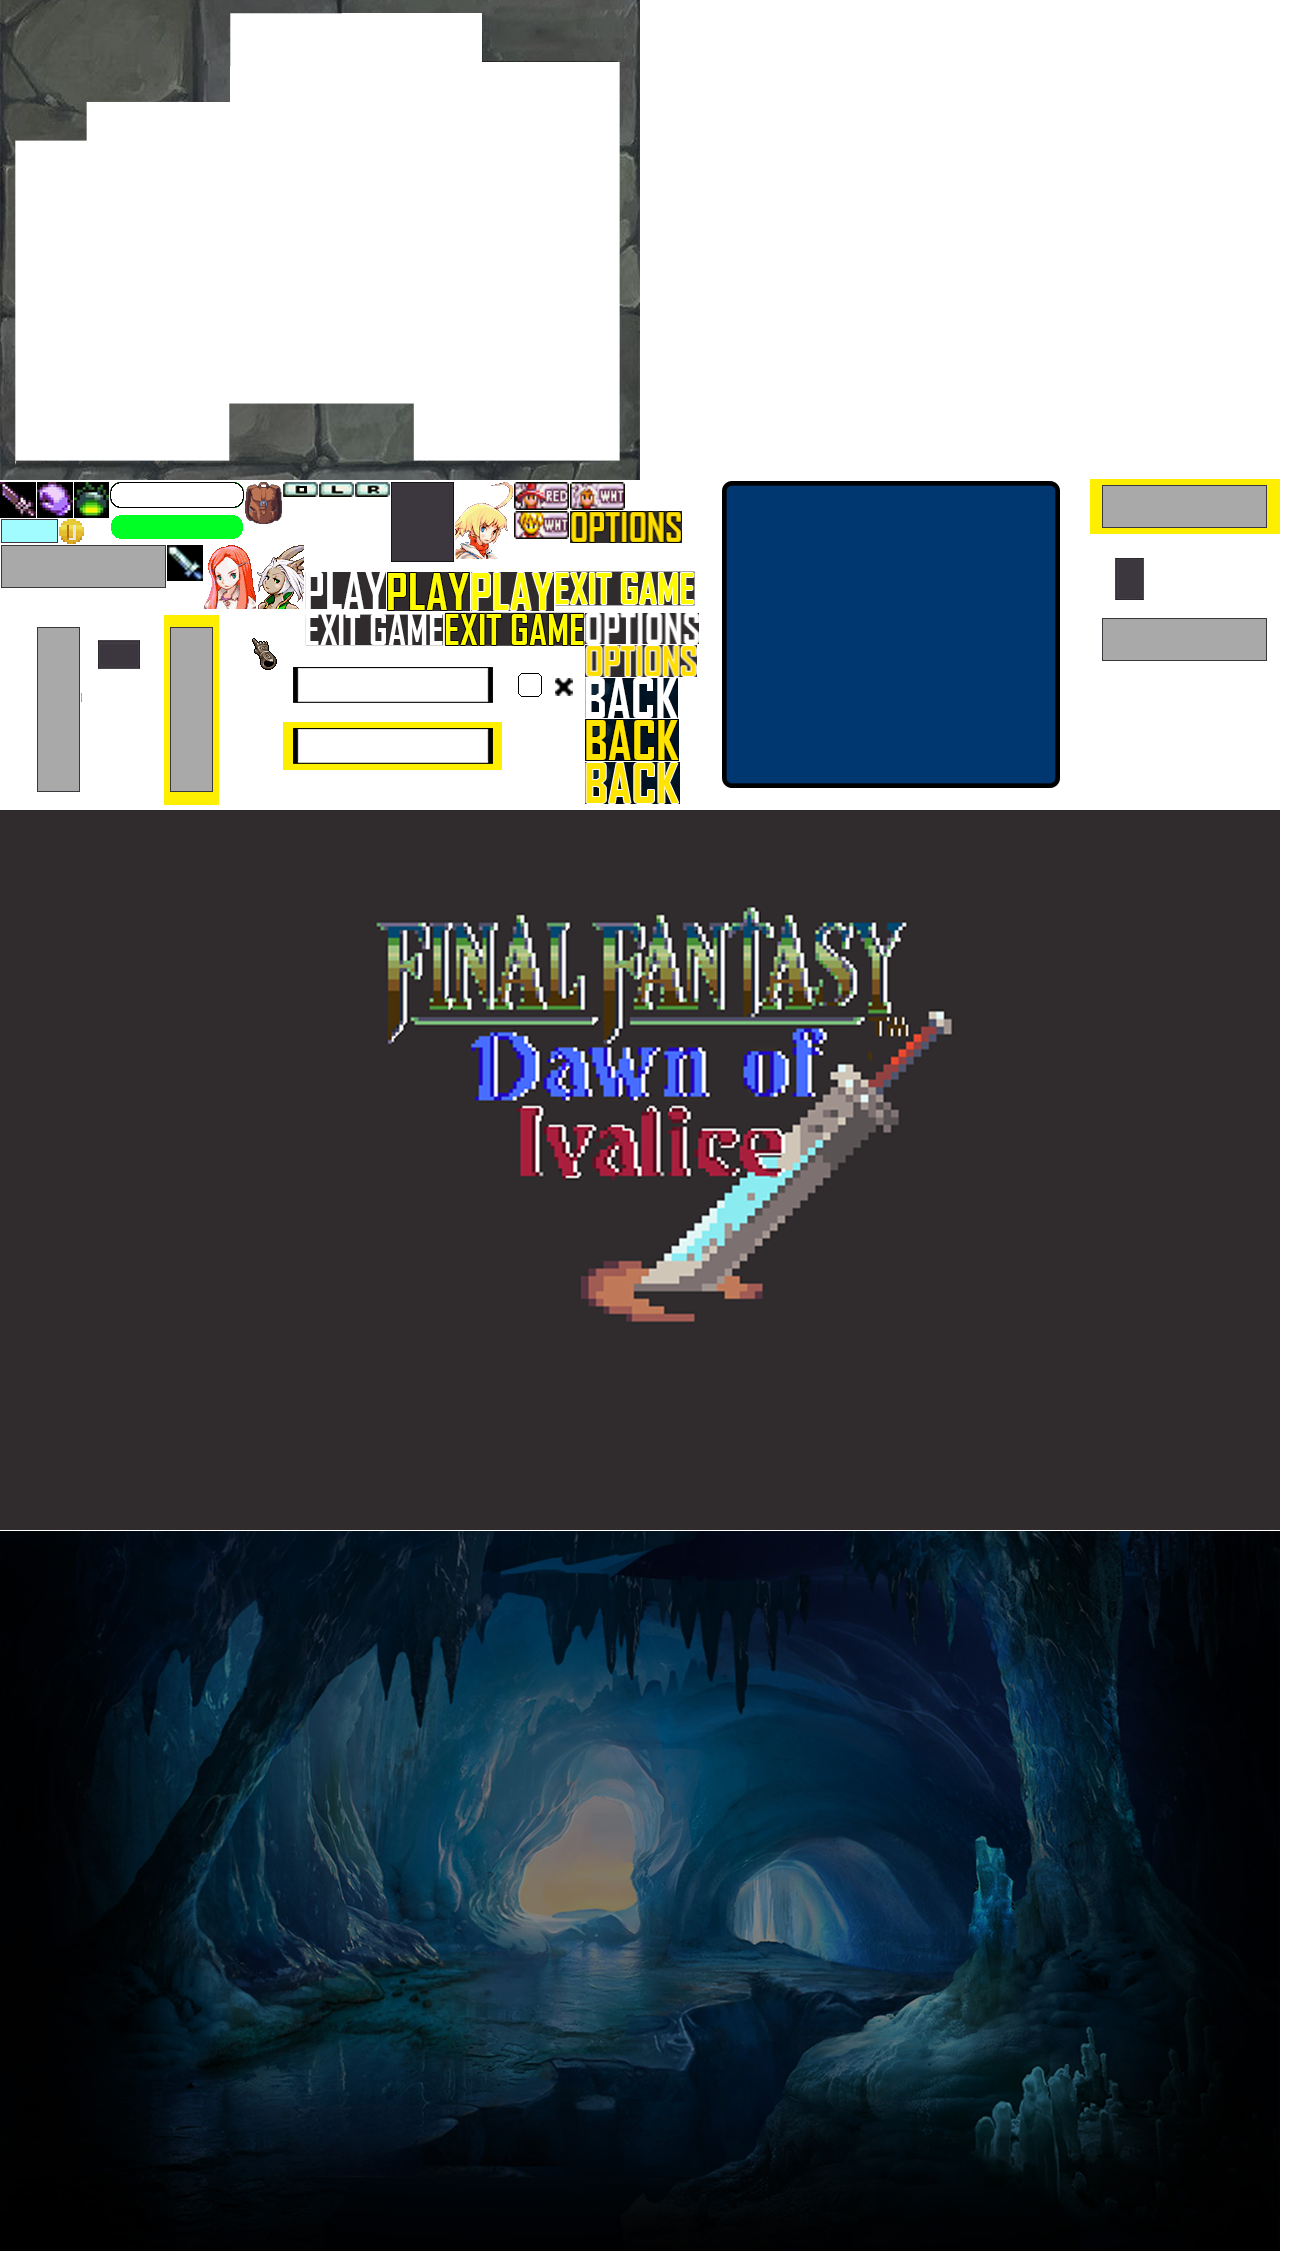 O L R
RED WHT
WHT OPTIONS
PLAY PLAY PLAY EXIT GAME
EXIT GAME EXIT GAME OPTIONS
OPTIONS
BACK
BACK
BACK
FINAL FANTASY
TM
Dawn of
Ivalice